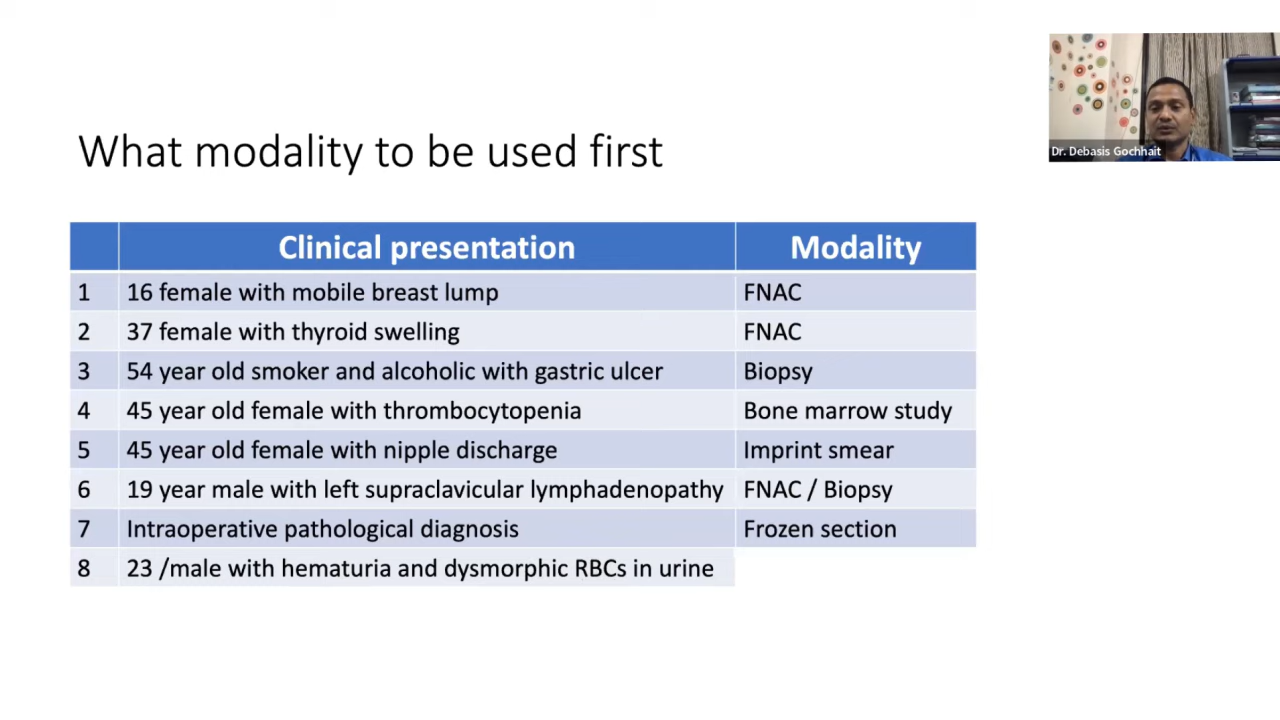 Dr. Debasis Gochhait
What modality to be used first
Clinical presentation Modality
1 16 female with mobile breast lump FNAC
2 37 female with thyroid swelling FNAC
3 54 year old smoker and alcoholic with gastric ulcer Biopsy
4 45 year old female with thrombocytopenia Bone marrow study
5 45 year old female with nipple discharge Imprint smear
6 19 year male with left supraclavicular lymphadenopathy FNAC / Biopsy
7 Intraoperative pathological diagnosis Frozen section
8 23 /male with hematuria and dysmorphic RBCs in urine